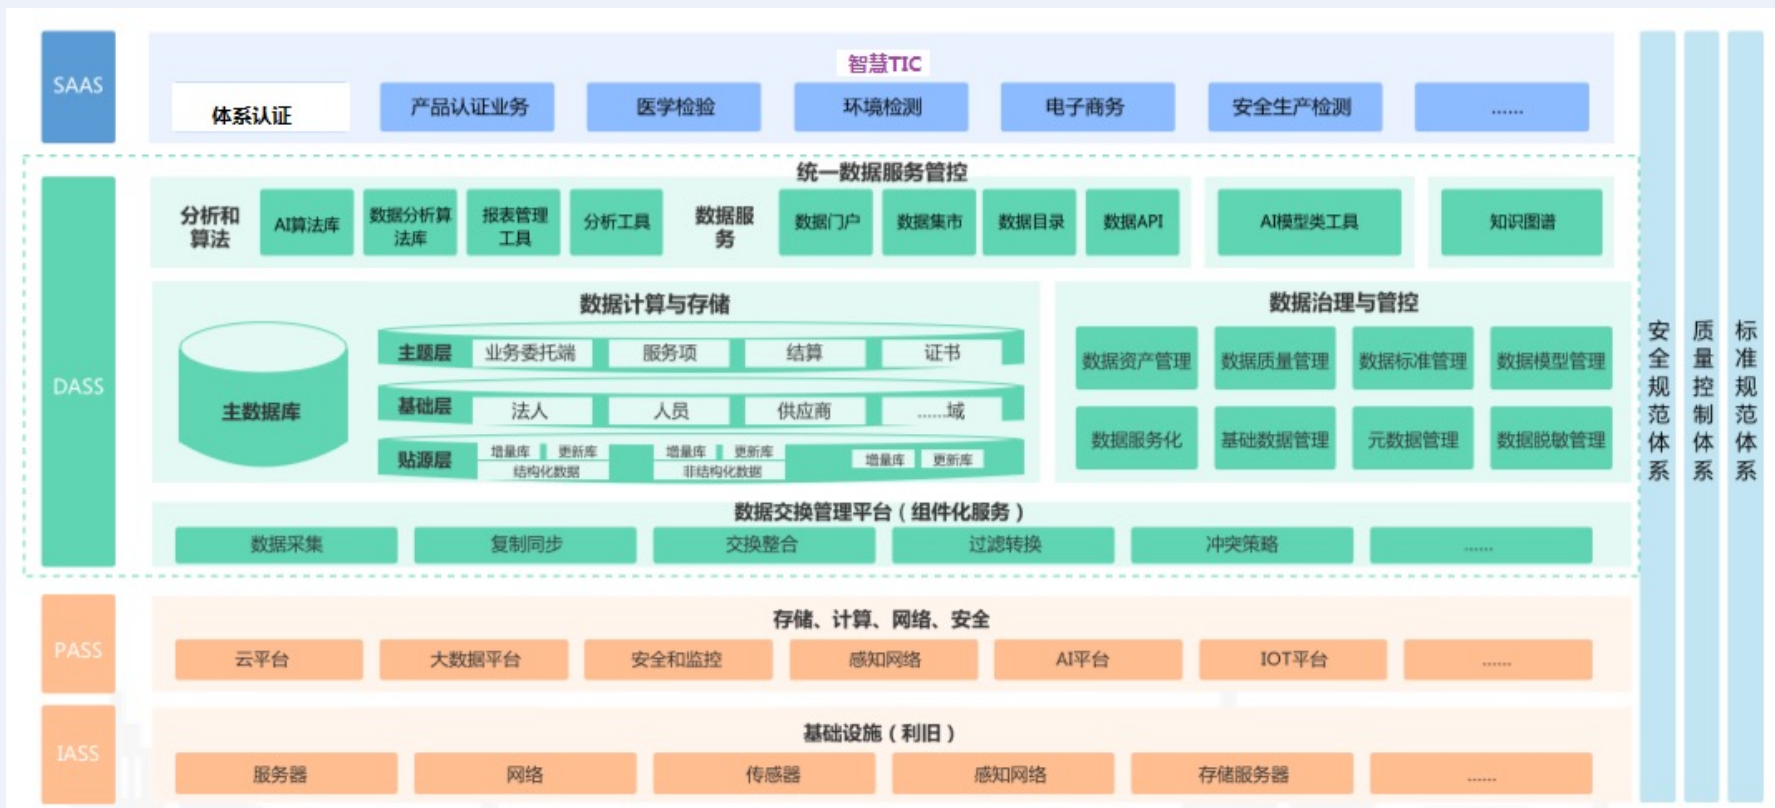 SAAS
智慧TIC
体系认证
产品认证业务
医学检验
环境检测
电子商务
安全生产检测
......
DASS
统一数据服务管控
分析和
算法
AI算法库
数据分析算
法库
报表管理
工具
分析工具
数据服
务
数据门户
数据集市
数据目录
数据API
AI模型类工具
知识图谱
数据计算与存储
主数据库
主题层
业务委托端
服务项
结算
证书
基础层
法人
人员
供应商
......域
贴源层
增量库
更新库
结构化数据
增量库
更新库
非结构化数据
增量库
更新库
数据治理与管控
数据资产管理
数据质量管理
数据标准管理
数据模型管理
数据服务化
基础数据管理
元数据管理
数据脱敏管理
数据交换管理平台（组件化服务）
数据采集
复制同步
交换整合
过滤转换
冲突策略
......
PASS
存储、计算、网络、安全
云平台
大数据平台
安全和监控
感知网络
AI平台
IOT平台
......
IASS
基础设施（利旧）
服务器
网络
传感器
感知网络
存储服务器
......
安全规范体系
质量控制体系
标准规范体系